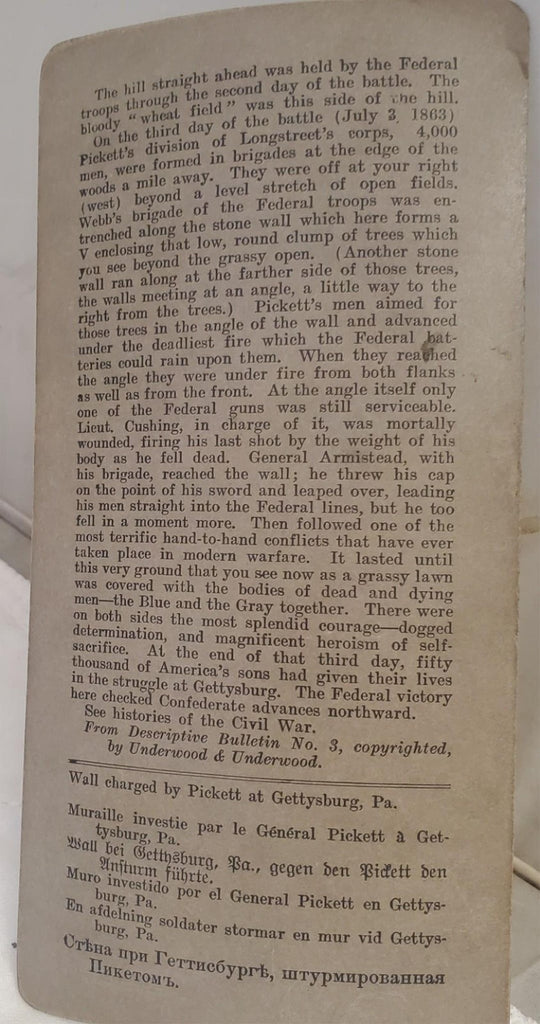 The hill straight ahead was held by the Federal
troops through the second day of the battle. The
bloody "wheat field" was this side of the hill.
On the third day of the battle (July 3, 1863)
Pickett's division of Longstreet's corps, 4,000
men, were formed in brigades at the edge of the
woods a mile away. They were off at your right
(west) beyond a level stretch of open fields.
Webb's brigade of the Federal troops was en-
trenched along the stone wall which here forms a
V enclosing that low, round clump of trees which
you see beyond the grassy open. (Another stone
wall ran along at the farther side of those trees,
the walls meeting at an angle, a little way to the
right from the trees.) Pickett's men aimed for
those trees in the angle of the wall and advanced
under the deadliest fire which the Federal bat-
teries could rain upon them. When they reached
the angle they were under fire from both flanks
as well as from the front. At the angle itself only
one of the Federal guns was still serviceable.
Lieut. Cushing, in charge of it, was mortally
wounded, firing his last shot by the weight of his
body as he fell dead. General Armistead, with
his brigade, reached the wall; he threw his cap
on the point of his sword and leaped over, leading
his men straight into the Federal lines, but he too
fell in a moment more. Then followed one of the
most terrific hand-to-hand conflicts that have ever
taken place in modern warfare. It lasted until
this very ground that you see now as a grassy lawn
was covered with the bodies of dead and dying
men—the Blue and the Gray together. There were
on both sides the most splendid courage—dogged
determination, and magnificent heroism of self-
sacrifice. At the end of that third day, fifty
thousand of America's sons had given their lives
in the struggle at Gettysburg. The Federal victory
here checked Confederate advances northward.
See histories of the Civil War.
From Descriptive Bulletin No. 3, copyrighted,
by Underwood & Underwood.
Wall charged by Pickett at Gettysburg, Pa.
Muraille investie par le Général Pickett à Get-
tysburg, Pa.
Wall bei Gettysburg, Pa., gegen den Pickett den
Ansturm führte.
Muro investido por el General Pickett en Gettys-
burg, Pa.
En afdelning soldater stormar en mur vid Gettys-
burg, Pa.
Стѣна при Геттисбургѣ, штурмированная
Пикетомъ.